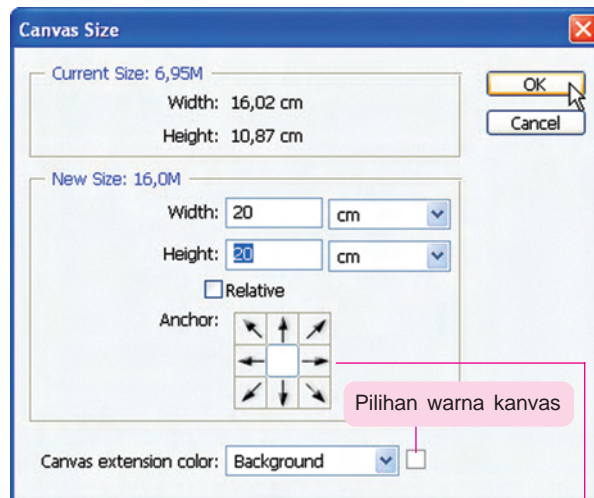 Canvas Size
Current Size: 6,95M
Width: 16,02 cm
Height: 10,87 cm
OK
Cancel
New Size: 16,0M
Width: 20 cm
Height: 20 cm
Relative
Anchor:
Pilihan warna kanvas
Canvas extension color: Background